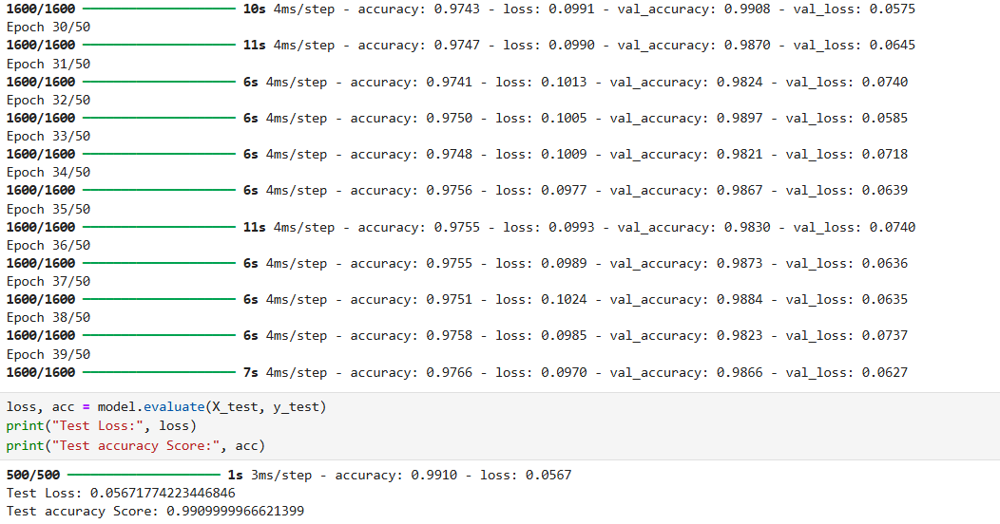 1600/1600 ━━━━━━━━━━━━━━━━━━━━ 10s 4ms/step - accuracy: 0.9743 - loss: 0.0991 - val_accuracy: 0.9908 - val_loss: 0.0575
Epoch 30/50
1600/1600 ━━━━━━━━━━━━━━━━━━━━ 11s 4ms/step - accuracy: 0.9747 - loss: 0.0990 - val_accuracy: 0.9870 - val_loss: 0.0645
Epoch 31/50
1600/1600 ━━━━━━━━━━━━━━━━━━━━ 6s 4ms/step - accuracy: 0.9741 - loss: 0.1013 - val_accuracy: 0.9824 - val_loss: 0.0740
Epoch 32/50
1600/1600 ━━━━━━━━━━━━━━━━━━━━ 6s 4ms/step - accuracy: 0.9750 - loss: 0.1005 - val_accuracy: 0.9897 - val_loss: 0.0585
Epoch 33/50
1600/1600 ━━━━━━━━━━━━━━━━━━━━ 6s 4ms/step - accuracy: 0.9748 - loss: 0.1009 - val_accuracy: 0.9821 - val_loss: 0.0718
Epoch 34/50
1600/1600 ━━━━━━━━━━━━━━━━━━━━ 6s 4ms/step - accuracy: 0.9756 - loss: 0.0977 - val_accuracy: 0.9867 - val_loss: 0.0639
Epoch 35/50
1600/1600 ━━━━━━━━━━━━━━━━━━━━ 11s 4ms/step - accuracy: 0.9755 - loss: 0.0993 - val_accuracy: 0.9830 - val_loss: 0.0740
Epoch 36/50
1600/1600 ━━━━━━━━━━━━━━━━━━━━ 6s 4ms/step - accuracy: 0.9755 - loss: 0.0989 - val_accuracy: 0.9873 - val_loss: 0.0636
Epoch 37/50
1600/1600 ━━━━━━━━━━━━━━━━━━━━ 6s 4ms/step - accuracy: 0.9751 - loss: 0.1024 - val_accuracy: 0.9884 - val_loss: 0.0635
Epoch 38/50
1600/1600 ━━━━━━━━━━━━━━━━━━━━ 6s 4ms/step - accuracy: 0.9758 - loss: 0.0985 - val_accuracy: 0.9823 - val_loss: 0.0737
Epoch 39/50
1600/1600 ━━━━━━━━━━━━━━━━━━━━ 7s 4ms/step - accuracy: 0.9766 - loss: 0.0970 - val_accuracy: 0.9866 - val_loss: 0.0627
loss, acc = model.evaluate(X_test, y_test)
print("Test Loss:", loss)
print("Test accuracy Score:", acc)
500/500 ━━━━━━━━━━━━━━━━━━━━ 1s 3ms/step - accuracy: 0.9910 - loss: 0.0567
Test Loss: 0.05671774223446846
Test accuracy Score: 0.9909999966621399